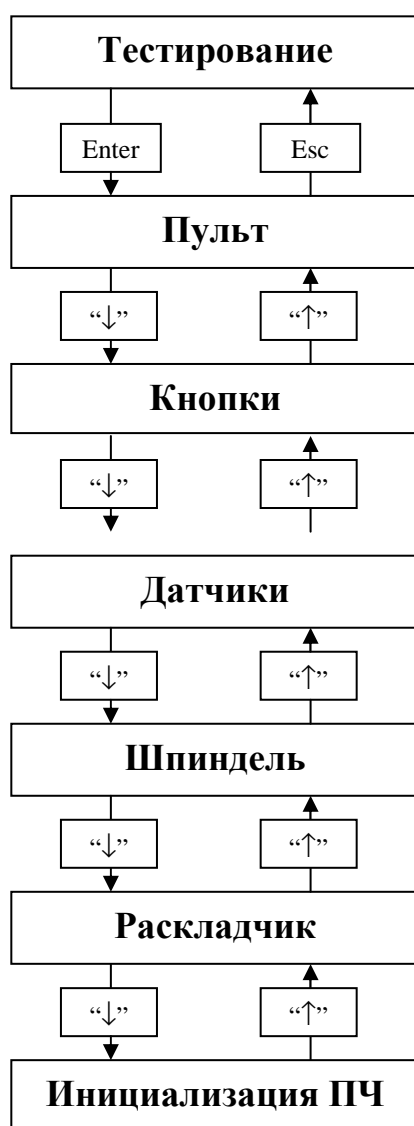 Тестирование
Enter Esc
Пульт
“↓” “↑”
Кнопки
“↓” “↑”
Датчики
“↓” “↑”
Шпиндель
“↓” “↑”
Раскладчик
“↓” “↑”
Инициализация ПЧ